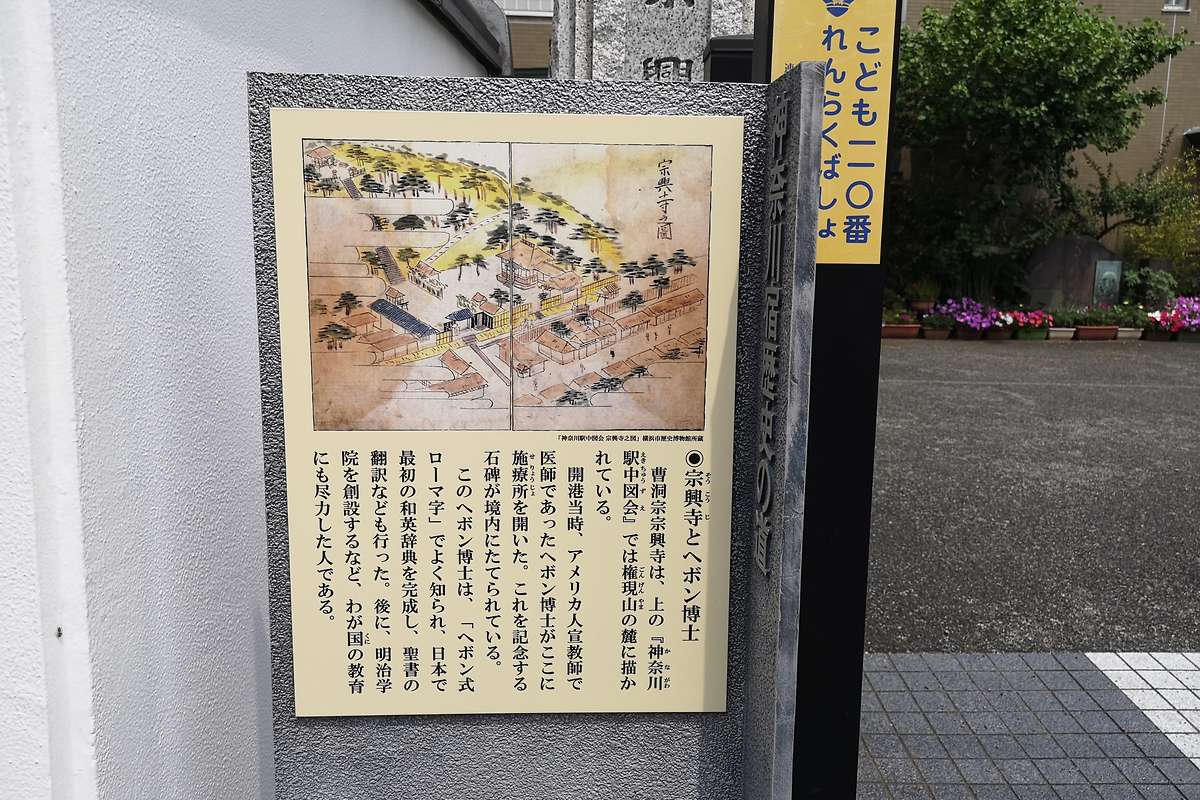 宗興寺之圖
「神奈川駅中図会 宗興寺之図」横浜市歴史博物館所蔵
◉宗興寺とヘボン博士
曹洞宗宗興寺は、上の『神奈川
駅中図会』では権現山の麓に描か
れている。
開港当時、アメリカ人宣教師で
医師であったヘボン博士がここに
施療所を開いた。これを記念する
石碑が境内にたてられている。
このヘボン博士は、「ヘボン式
ローマ字」でよく知られ、日本で
最初の和英辞典を完成し、聖書の
翻訳なども行った。後に、明治学
院を創設するなど、わが国の教育
にも尽力した人である。
神奈川宿歴史の道
こども一一〇番
れんらくばしょ
興